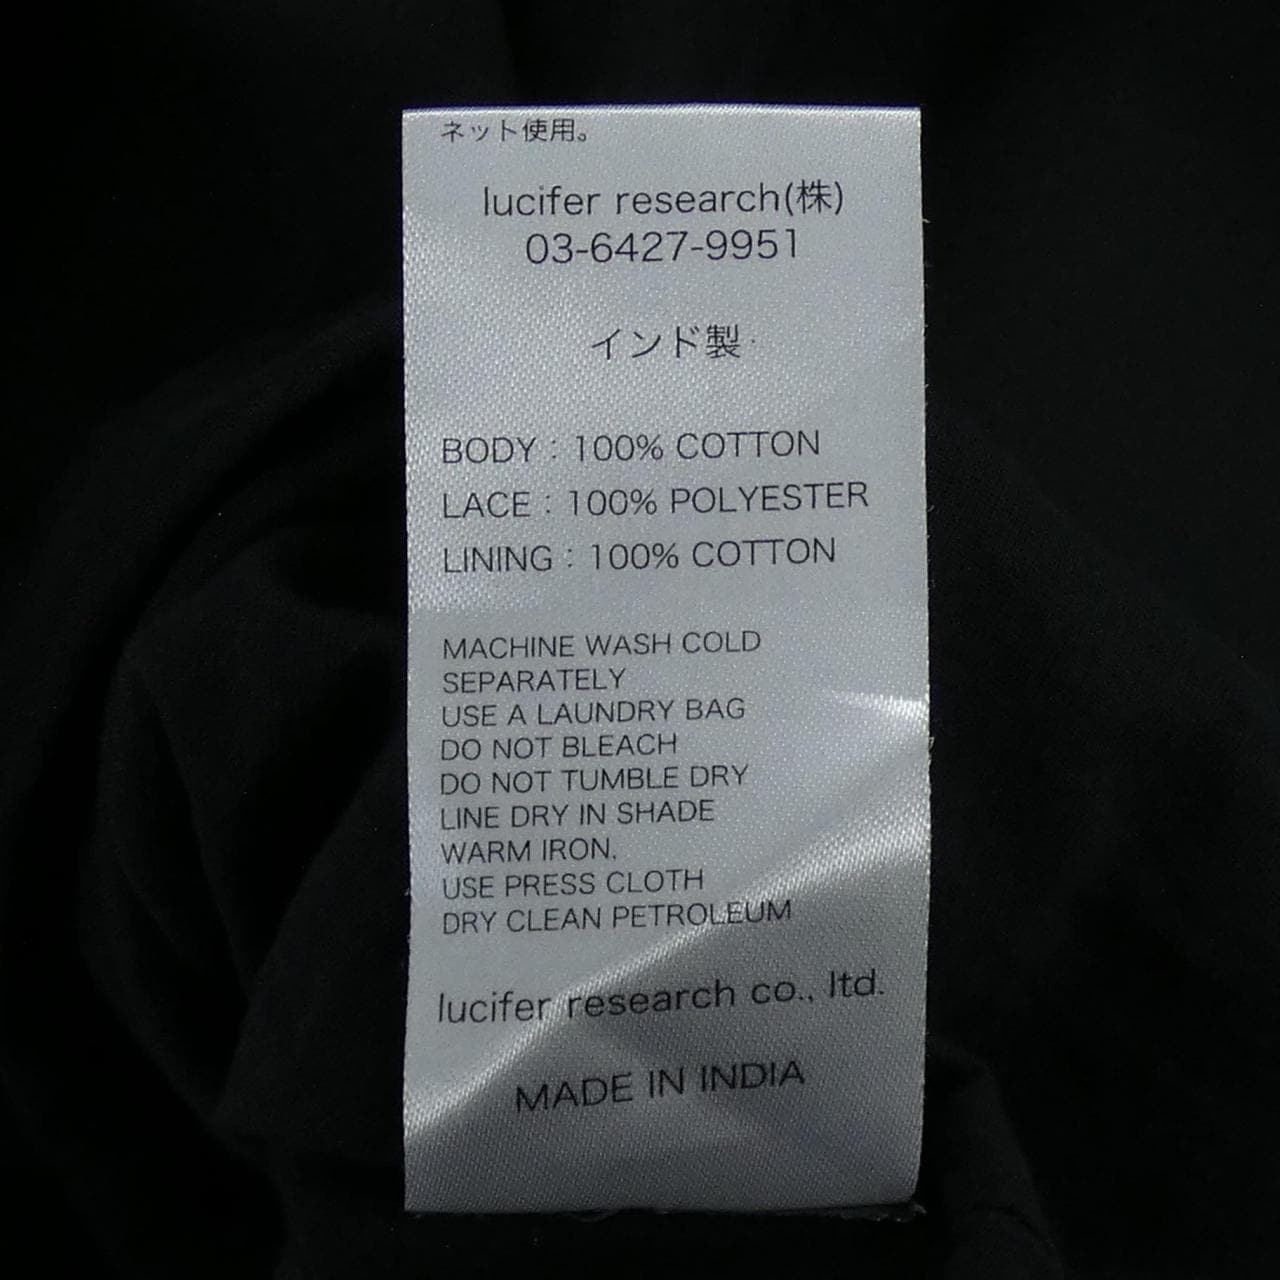 ネット使用。
lucifer research(株)
03-6427-9951
インド製
BODY : 100% COTTON
LACE : 100% POLYESTER
LINING : 100% COTTON
MACHINE WASH COLD
SEPARATELY
USE A LAUNDRY BAG
DO NOT BLEACH
DO NOT TUMBLE DRY
LINE DRY IN SHADE
WARM IRON.
USE PRESS CLOTH
DRY CLEAN PETROLEUM
lucifer research co., ltd.
MADE IN INDIA